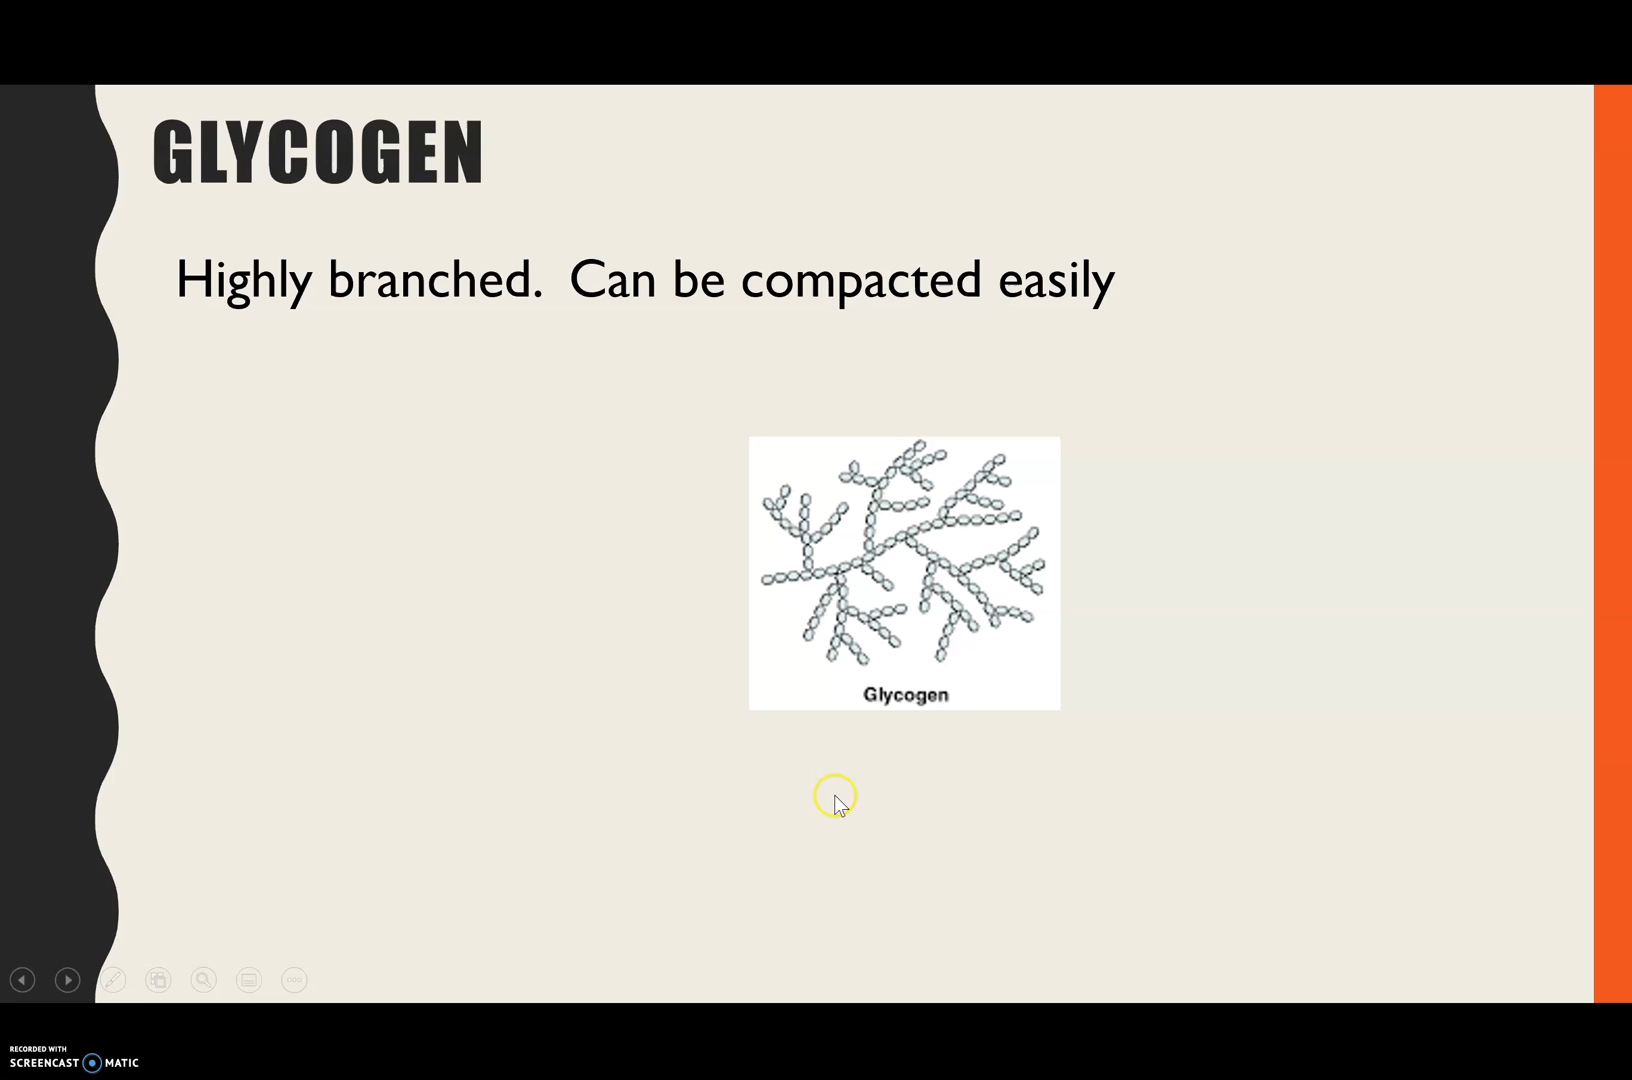 GLYCOGEN
Highly branched.  Can be compacted easily
Glycogen
RECORDED WITH
SCREENCAST MATIC